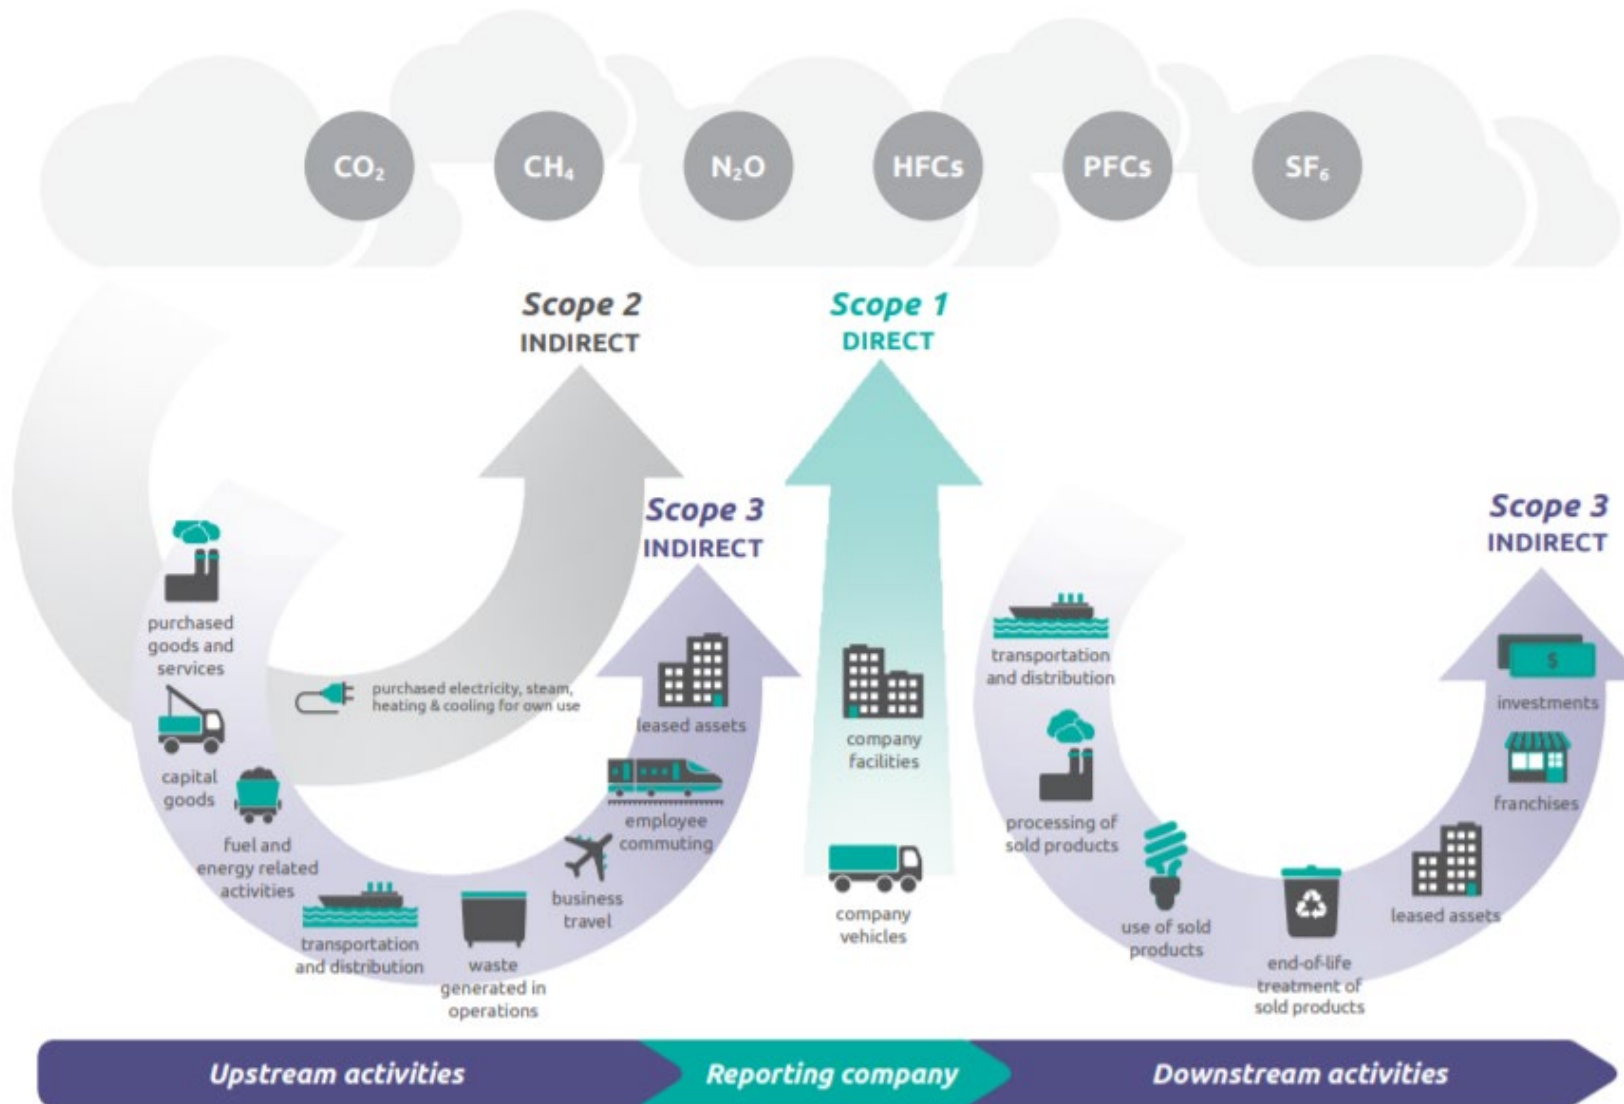 CO₂
CH₄
N₂O
HFCs
PFCs
SF₆
Scope 2
INDIRECT
Scope 1
DIRECT
Scope 3
INDIRECT
Scope 3
INDIRECT
purchased
goods and
services
capital
goods
fuel and
energy related
activities
transportation
and distribution
waste
generated in
operations
business
travel
employee
commuting
leased assets
purchased electricity, steam,
heating & cooling for own use
company
facilities
company
vehicles
transportation
and distribution
processing of
sold products
use of sold
products
end-of-life
treatment of
sold products
leased assets
franchises
$
investments
Upstream activities
Reporting company
Downstream activities